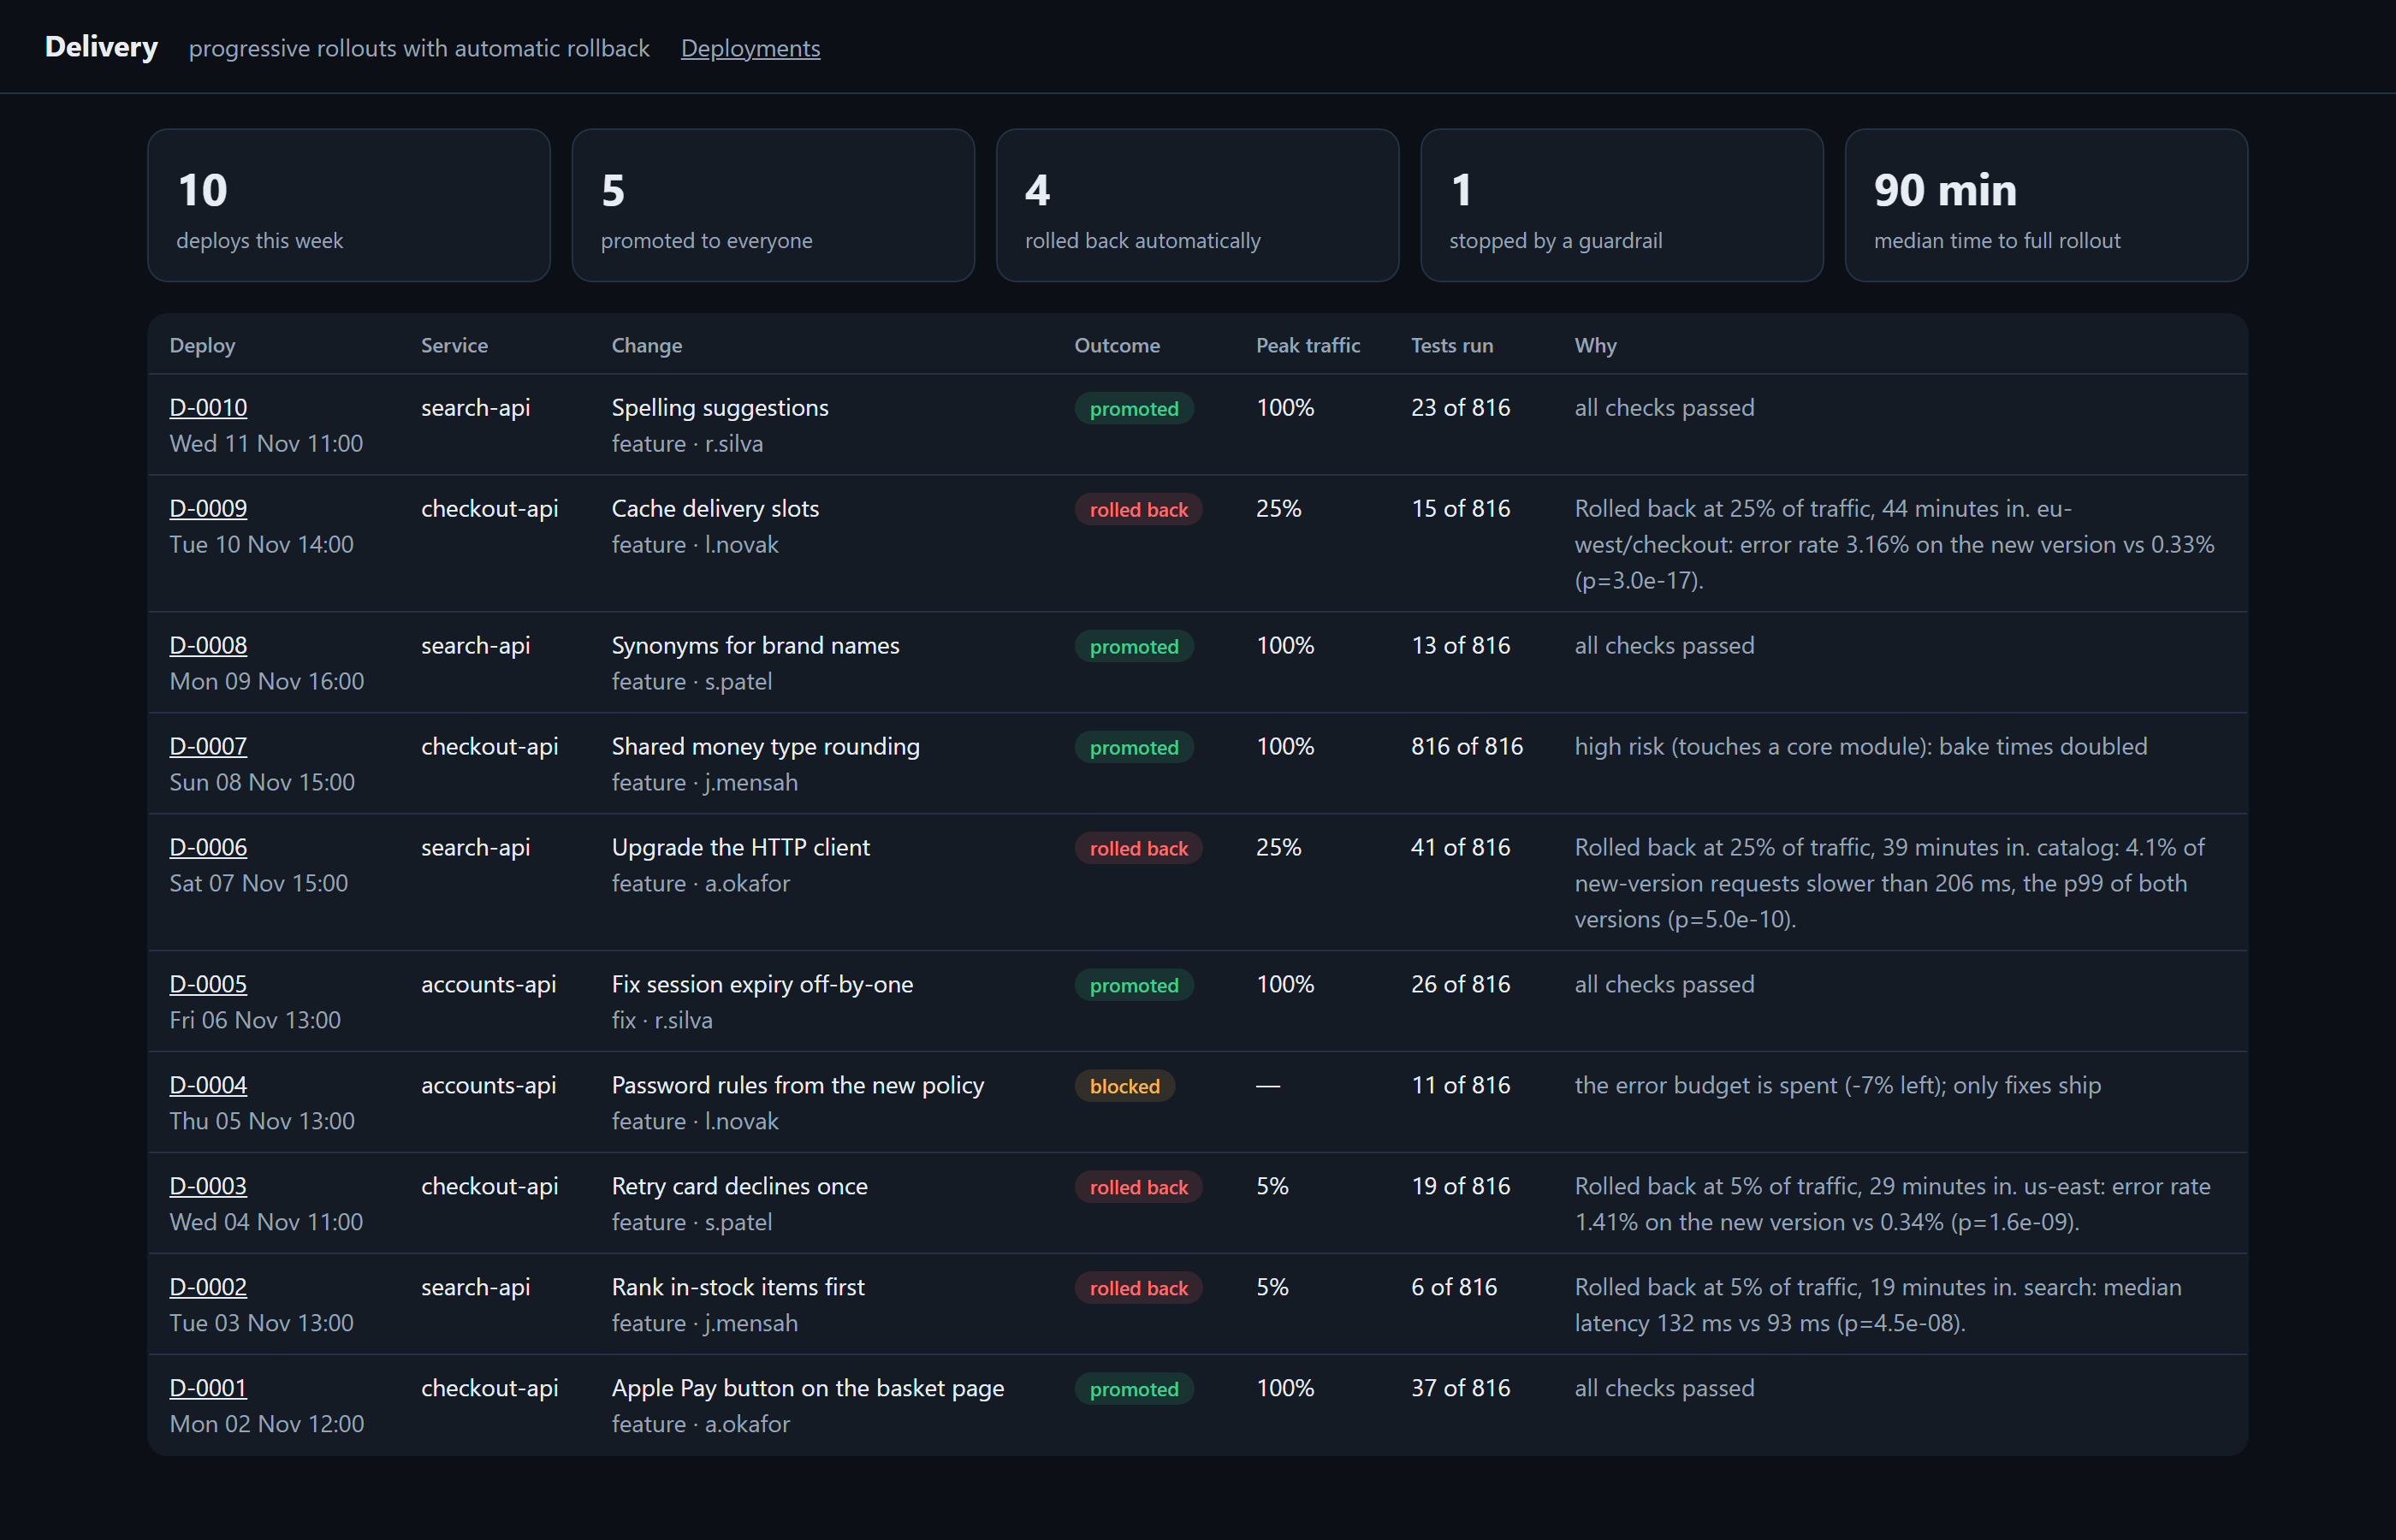 Delivery progressive rollouts with automatic rollback Deployments
10
deploys this week
5
promoted to everyone
4
rolled back automatically
1
stopped by a guardrail
90 min
median time to full rollout
Deploy Service Change Outcome Peak traffic Tests run Why
D-0010 search-api Spelling suggestions promoted 100% 23 of 816 all checks passed
Wed 11 Nov 11:00 feature · r.silva
D-0009 checkout-api Cache delivery slots rolled back 25% 15 of 816 Rolled back at 25% of traffic, 44 minutes in. eu-
Tue 10 Nov 14:00 feature · l.novak west/checkout: error rate 3.16% on the new version vs 0.33%
(p=3.0e-17).
D-0008 search-api Synonyms for brand names promoted 100% 13 of 816 all checks passed
Mon 09 Nov 16:00 feature · s.patel
D-0007 checkout-api Shared money type rounding promoted 100% 816 of 816 high risk (touches a core module): bake times doubled
Sun 08 Nov 15:00 feature · j.mensah
D-0006 search-api Upgrade the HTTP client rolled back 25% 41 of 816 Rolled back at 25% of traffic, 39 minutes in. catalog: 4.1% of
Sat 07 Nov 15:00 feature · a.okafor new-version requests slower than 206 ms, the p99 of both
versions (p=5.0e-10).
D-0005 accounts-api Fix session expiry off-by-one promoted 100% 26 of 816 all checks passed
Fri 06 Nov 13:00 fix · r.silva
D-0004 accounts-api Password rules from the new policy blocked — 11 of 816 the error budget is spent (-7% left); only fixes ship
Thu 05 Nov 13:00 feature · l.novak
D-0003 checkout-api Retry card declines once rolled back 5% 19 of 816 Rolled back at 5% of traffic, 29 minutes in. us-east: error rate
Wed 04 Nov 11:00 feature · s.patel 1.41% on the new version vs 0.34% (p=1.6e-09).
D-0002 search-api Rank in-stock items first rolled back 5% 6 of 816 Rolled back at 5% of traffic, 19 minutes in. search: median
Tue 03 Nov 13:00 feature · j.mensah latency 132 ms vs 93 ms (p=4.5e-08).
D-0001 checkout-api Apple Pay button on the basket page promoted 100% 37 of 816 all checks passed
Mon 02 Nov 12:00 feature · a.okafor